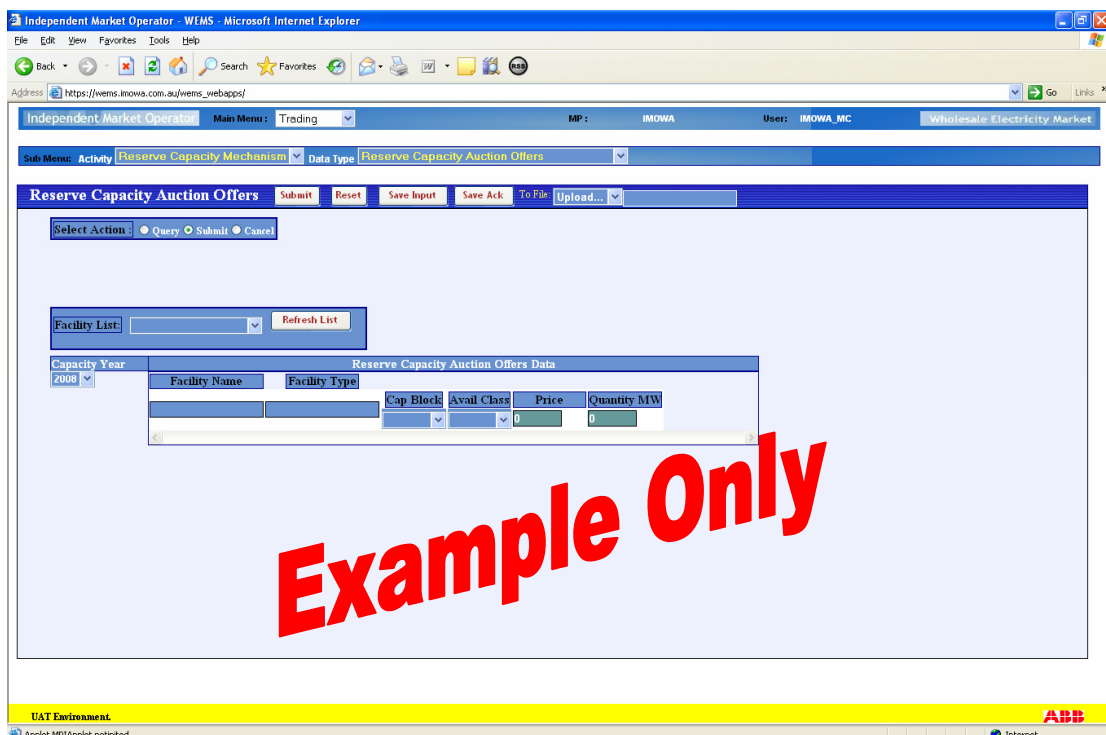 Independent Market Operator - WEMS - Microsoft Internet Explorer
File Edit View Favorites Tools Help
Back Search Favorites RSS
Address https://wems.imowa.com.au/wems_webapps/ Go Links
Independent Market Operator Main Menu : Trading MP : IMOWA User: IMOWA_MC Wholesale Electricity Market
Sub Menu: Activity Reserve Capacity Mechanism Data Type Reserve Capacity Auction Offers
Reserve Capacity Auction Offers Submit Reset Save Input Save Ack To File: Upload...
Select Action : Query Submit Cancel
Facility List: Refresh List
Capacity Year Reserve Capacity Auction Offers Data
2008 Facility Name Facility Type
Cap Block Avail Class Price Quantity MW
0 0
Example Only
UAT Environment. ABB
Applet MPIApplet notinited Internet